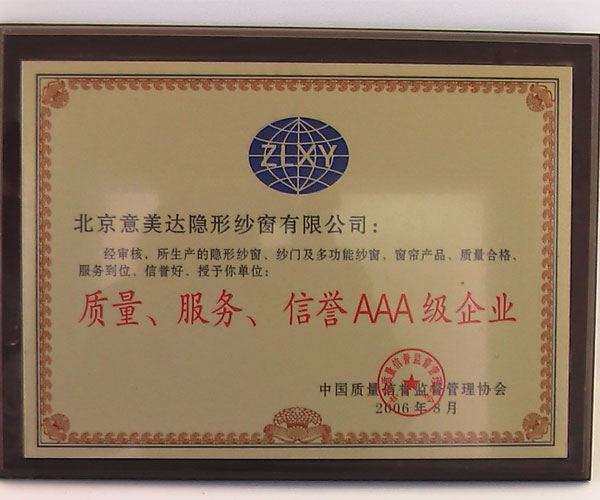 ZLXY
北京意美达隐形纱窗有限公司：
经审核，所生产的隐形纱窗、纱门及多功能纱窗、窗帘产品、质量合格、
服务到位、信誉好、授予你单位：
质量、服务、信誉AAA级企业
中国质量信誉监督管理协会
2006年8月